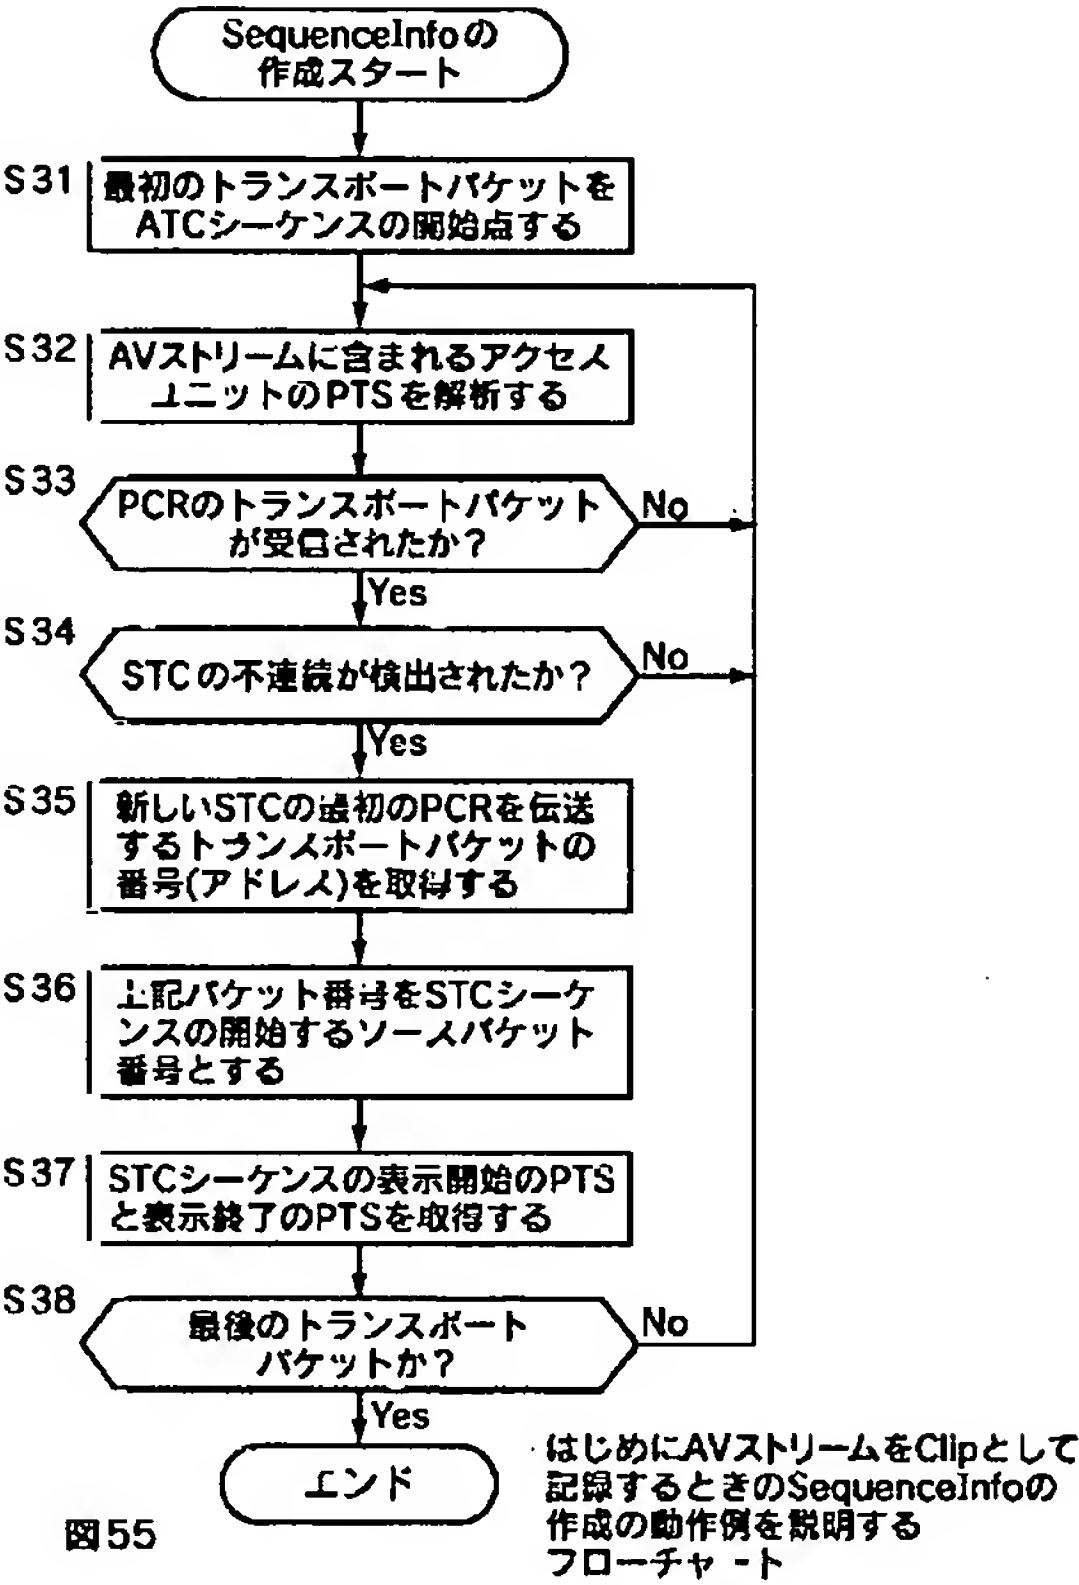 SequenceInfoの
作成スタート
S31
最初のトランスポートパケットを
ATCシーケンスの開始点する
S32
AVストリームに含まれるアクセス
ユニットのPTSを解析する
S33
PCRのトランスポートパケット
が受信されたか?
No
Yes
S34
STCの不連続が検出されたか?
No
Yes
S35
新しいSTCの最初のPCRを伝送
するトランスポートパケットの
番号(アドレス)を取得する
S36
上記パケット番号をSTCシーケ
ンスの開始するソースパケット
番号とする
S37
STCシーケンスの表示開始のPTS
と表示終了のPTSを取得する
S38
最後のトランスポート
パケットか?
No
Yes
エンド
はじめにAVストリームをClipとして
記録するときのSequenceInfoの
作成の動作例を説明する
フローチャート
図55